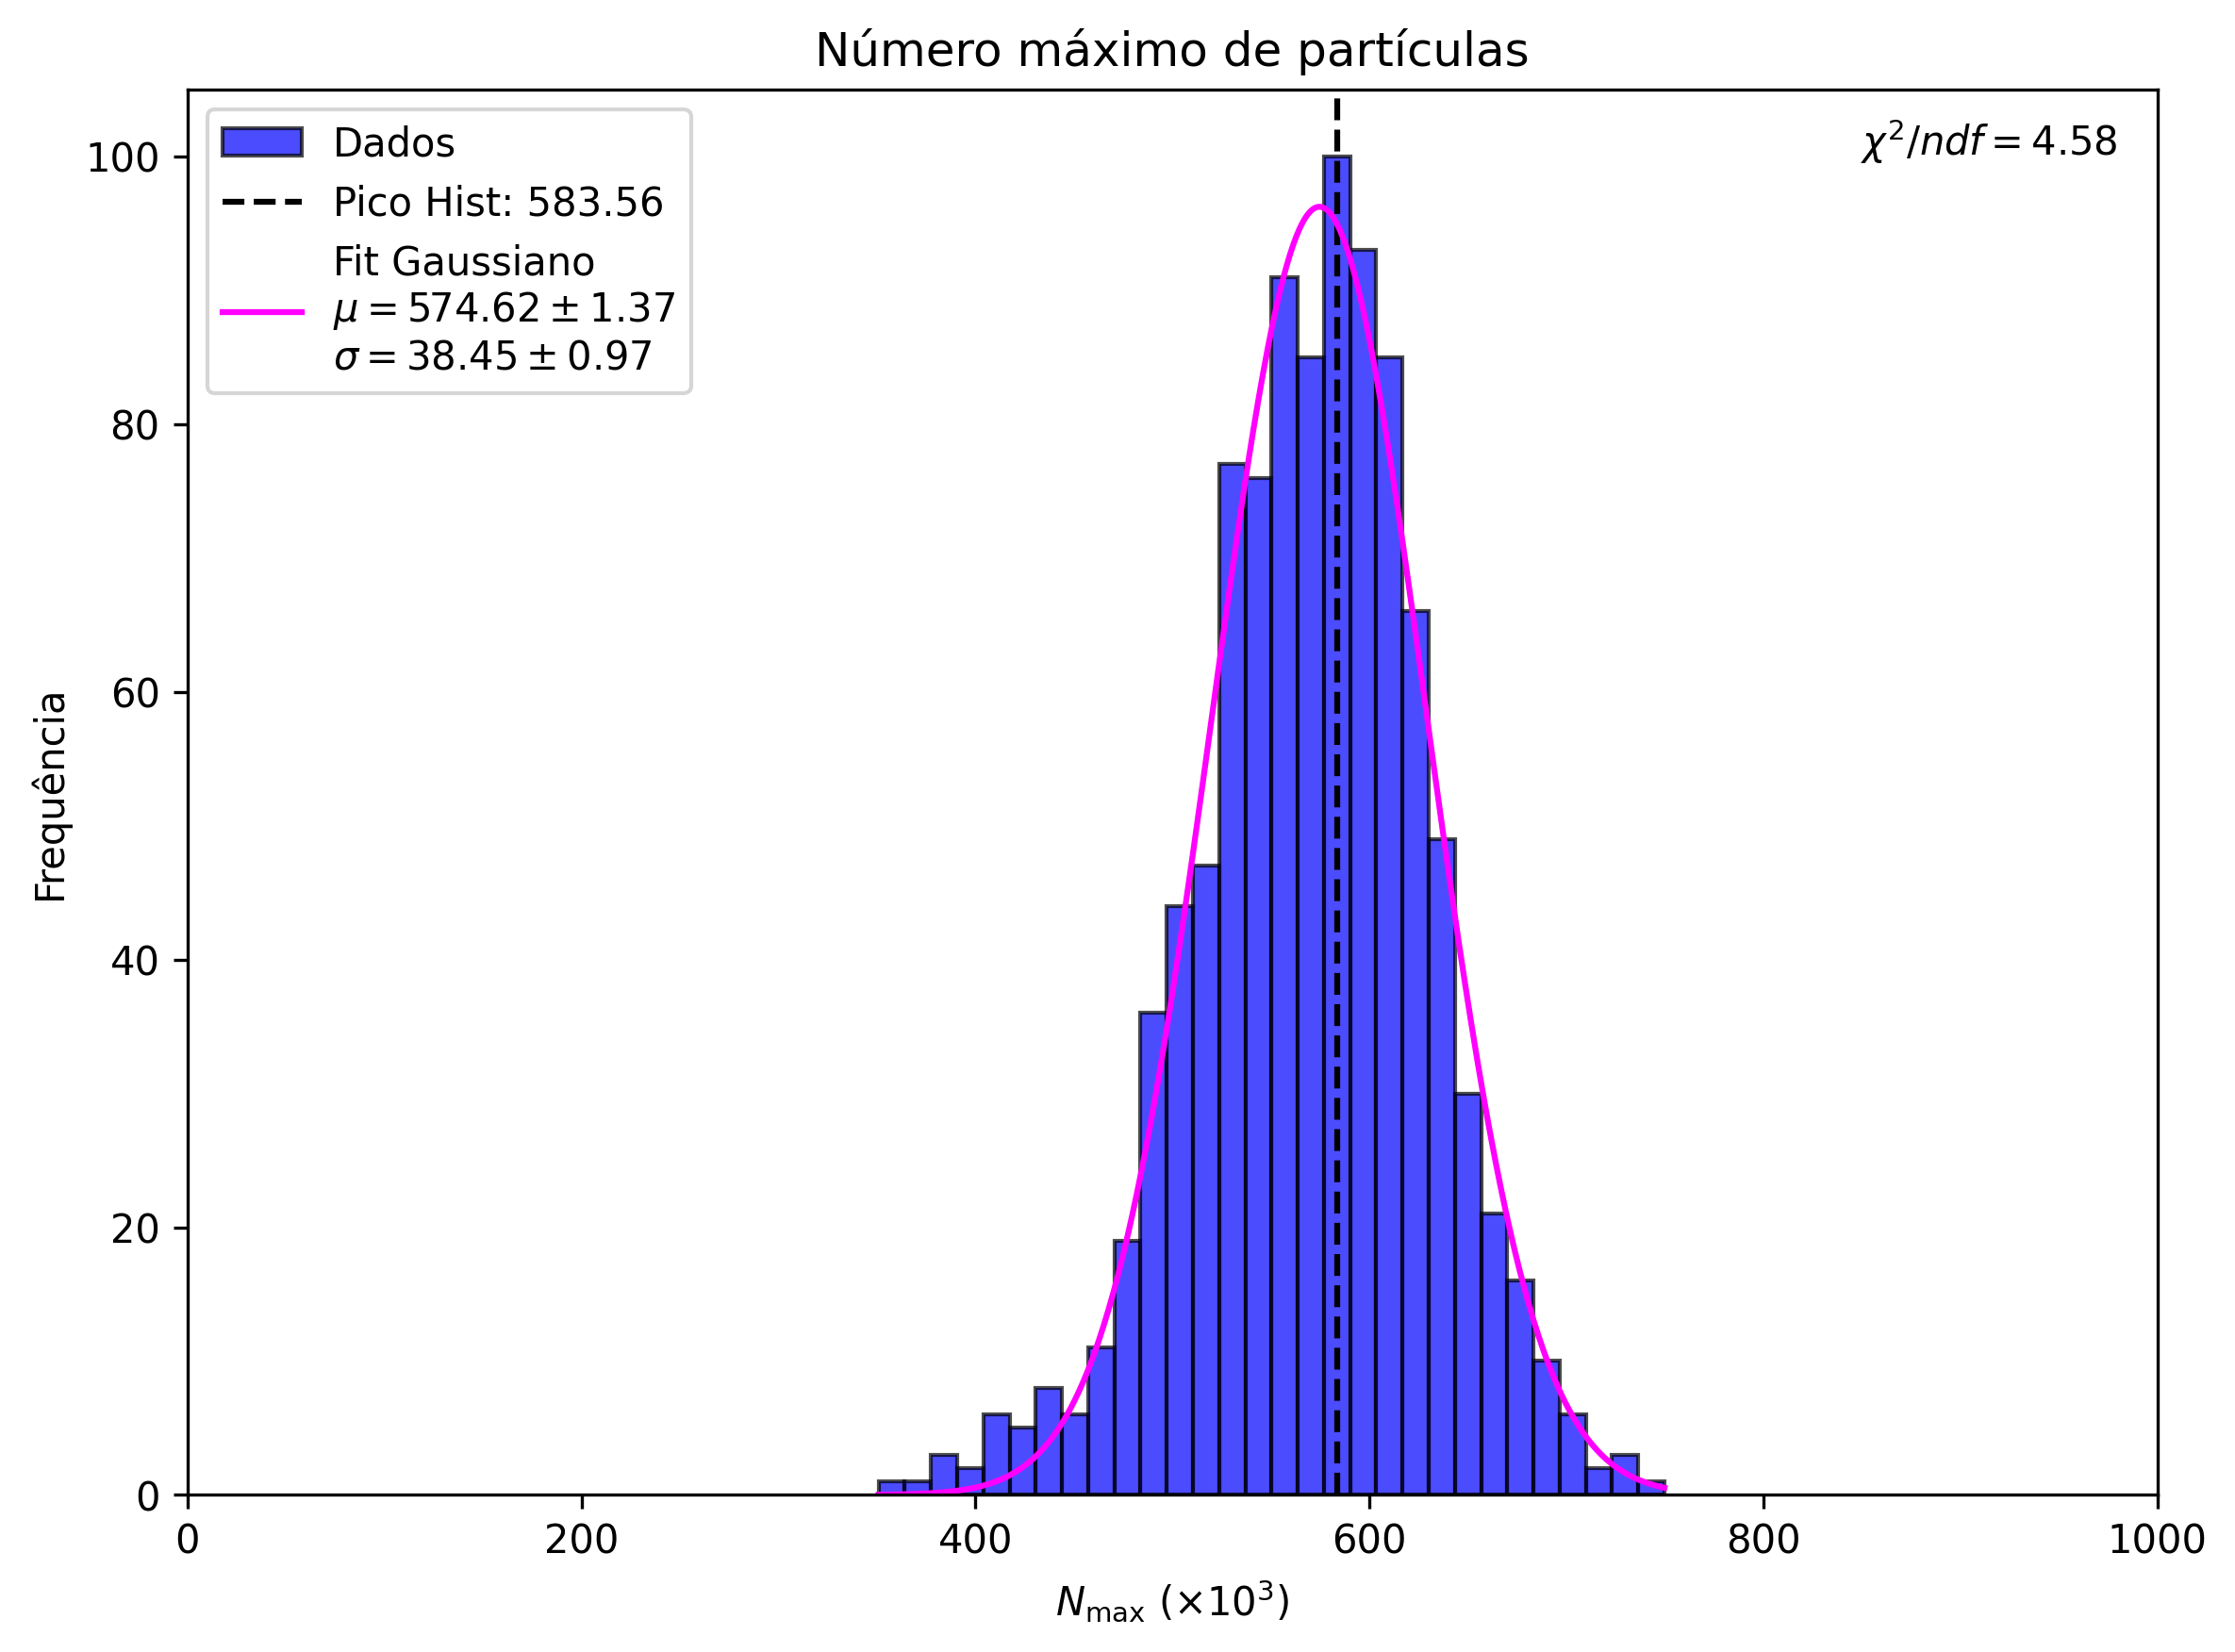 Número máximo de partículas
Dados
Pico Hist: 583.56
Fit Gaussiano
μ = 574.62 ± 1.37
σ = 38.45 ± 0.97
χ²/ndf = 4.58
Frequência
100
80
60
40
20
0
0 200 400 600 800 1000
N_max (×10³)